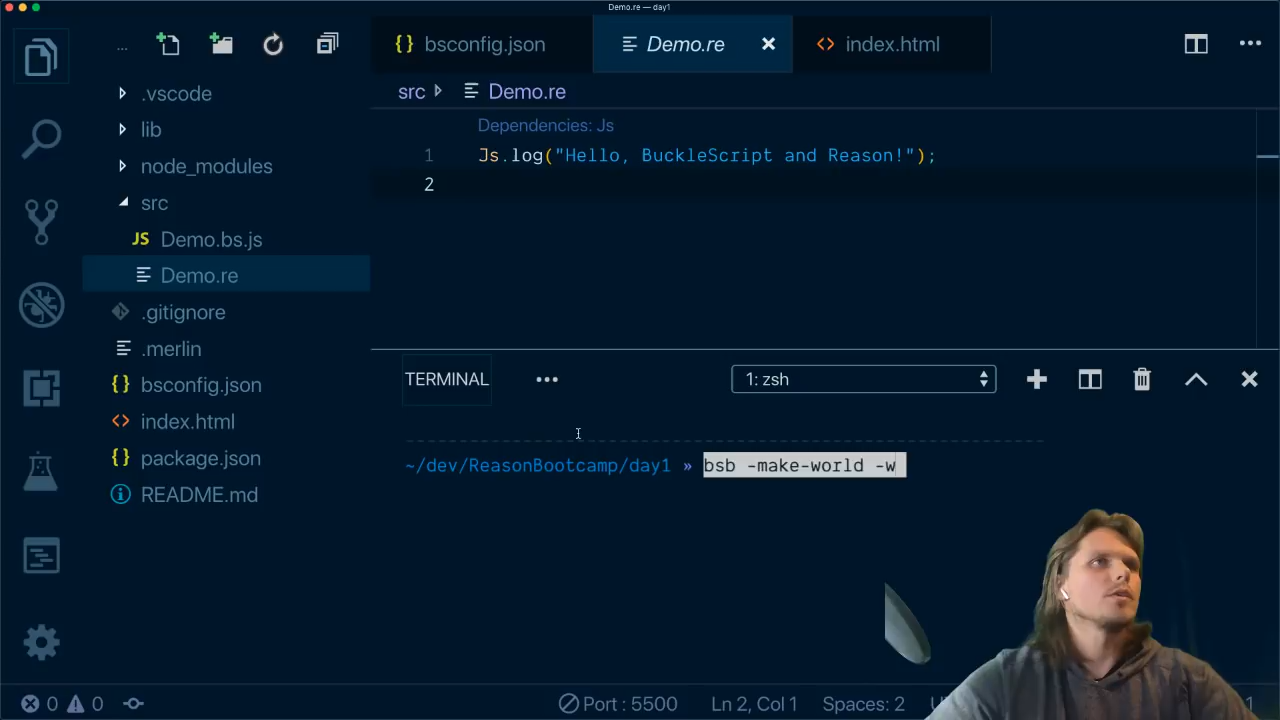 Demo.re — day1
...
bsconfig.json
Demo.re
index.html
src
Demo.re
.vscode
lib
node_modules
src
JS Demo.bs.js
Demo.re
.gitignore
.merlin
{} bsconfig.json
<> index.html
{} package.json
README.md
Dependencies: Js
1 Js.log("Hello, BuckleScript and Reason!");
2
TERMINAL
1: zsh
~/dev/ReasonBootcamp/day1 » bsb -make-world -w
0 0 Port : 5500 Ln 2, Col 1 Spaces: 2